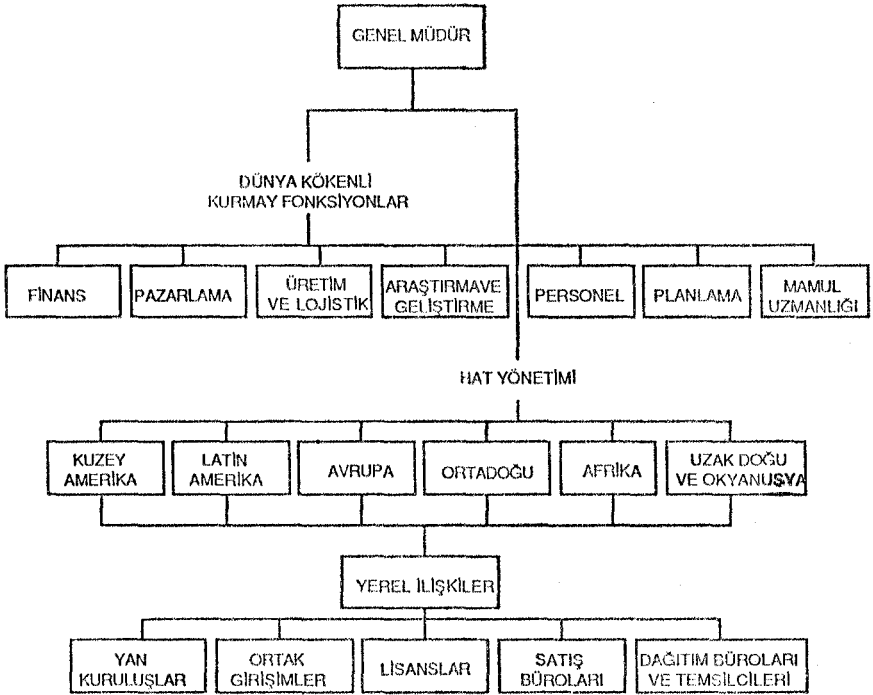 GENEL MÜDÜR
DÜNYA KÖKENLİ
KURMAY FONKSİYONLAR
FİNANS
PAZARLAMA
ÜRETİM
VE LOJİSTİK
ARAŞTIRMAVE
GELİŞTİRME
PERSONEL
PLANLAMA
MAMUL
UZMANLIĞI
HAT YÖNETİMİ
KUZEY
AMERİKA
LATİN
AMERİKA
AVRUPA
ORTADOĞU
AFRİKA
UZAK DOĞU
VE OKYANUSYA
YEREL İLİŞKİLER
YAN
KURULUŞLAR
ORTAK
GİRİŞİMLER
LİSANSLAR
SATIŞ
BÜROLARI
DAĞITIM BÜROLARI
VE TEMSİLCİLERİ